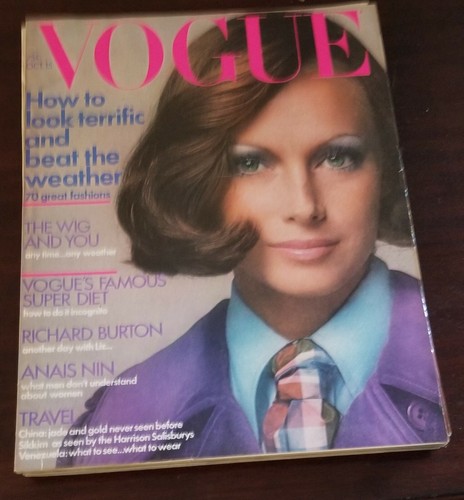 VOGUE
OCT 15
How to
look terrific
and
beat the
weather
70 great fashions
THE WIG
AND YOU
any time...any weather
VOGUE'S FAMOUS
SUPER DIET
how to do it incognito
RICHARD BURTON
another day with Liz...
ANAIS NIN
what men don't understand
about women
TRAVEL
China: jade and gold never seen before
Sikkim as seen by the Harrison Salisburys
Venezuela: what to see...what to wear